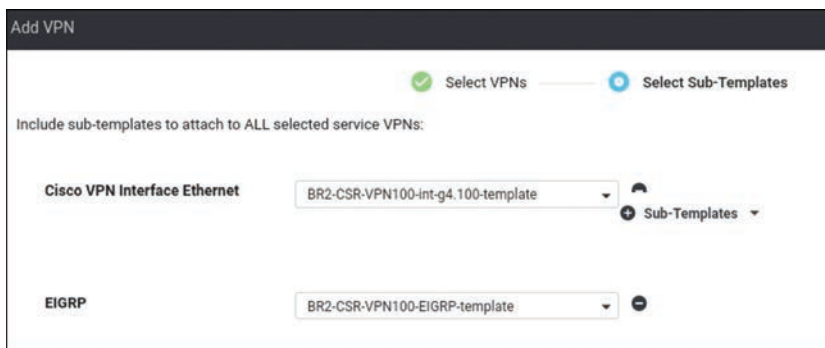 Add VPN
Select VPNs
Select Sub-Templates
Include sub-templates to attach to ALL selected service VPNs:
Cisco VPN Interface Ethernet
BR2-CSR-VPN100-int-g4.100-template
Sub-Templates
EIGRP
BR2-CSR-VPN100-EIGRP-template